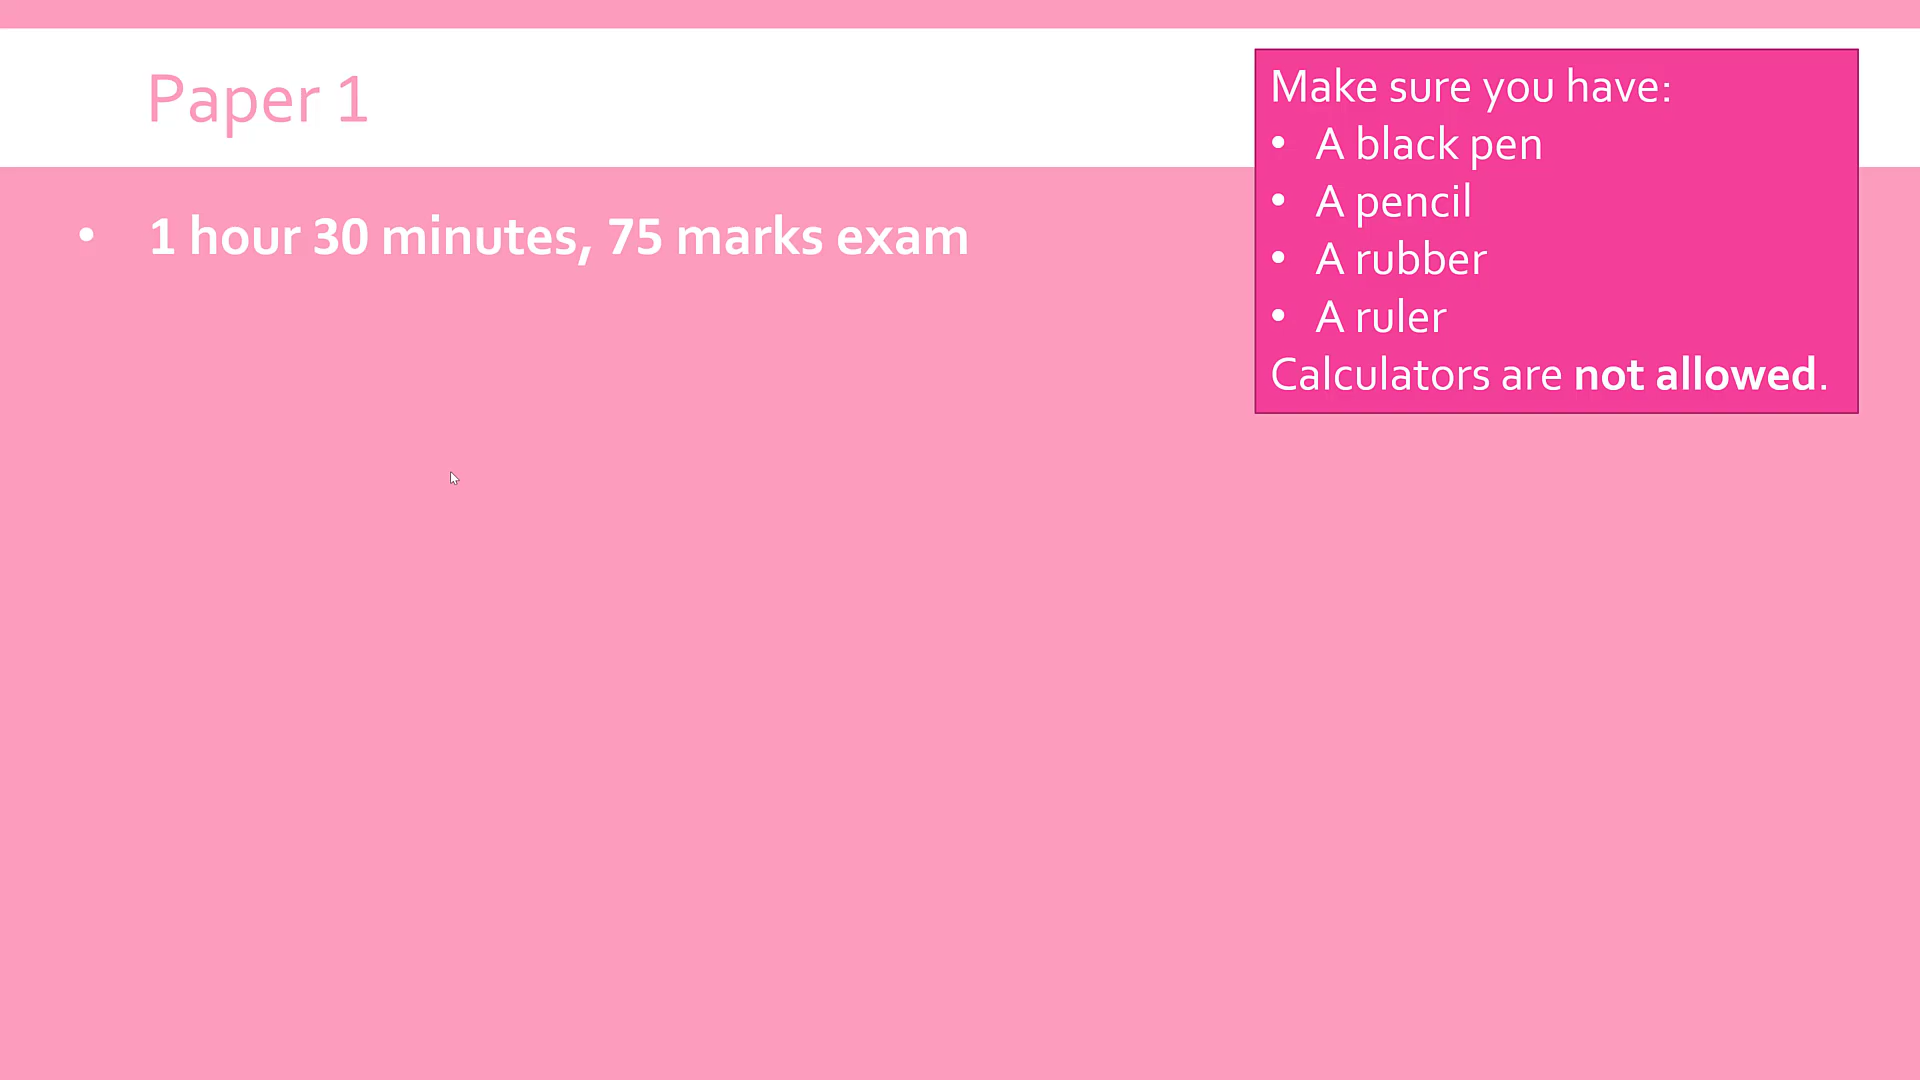 Paper 1
• 1 hour 30 minutes, 75 marks exam
Make sure you have:
• A black pen
• A pencil
• A rubber
• A ruler
Calculators are not allowed.